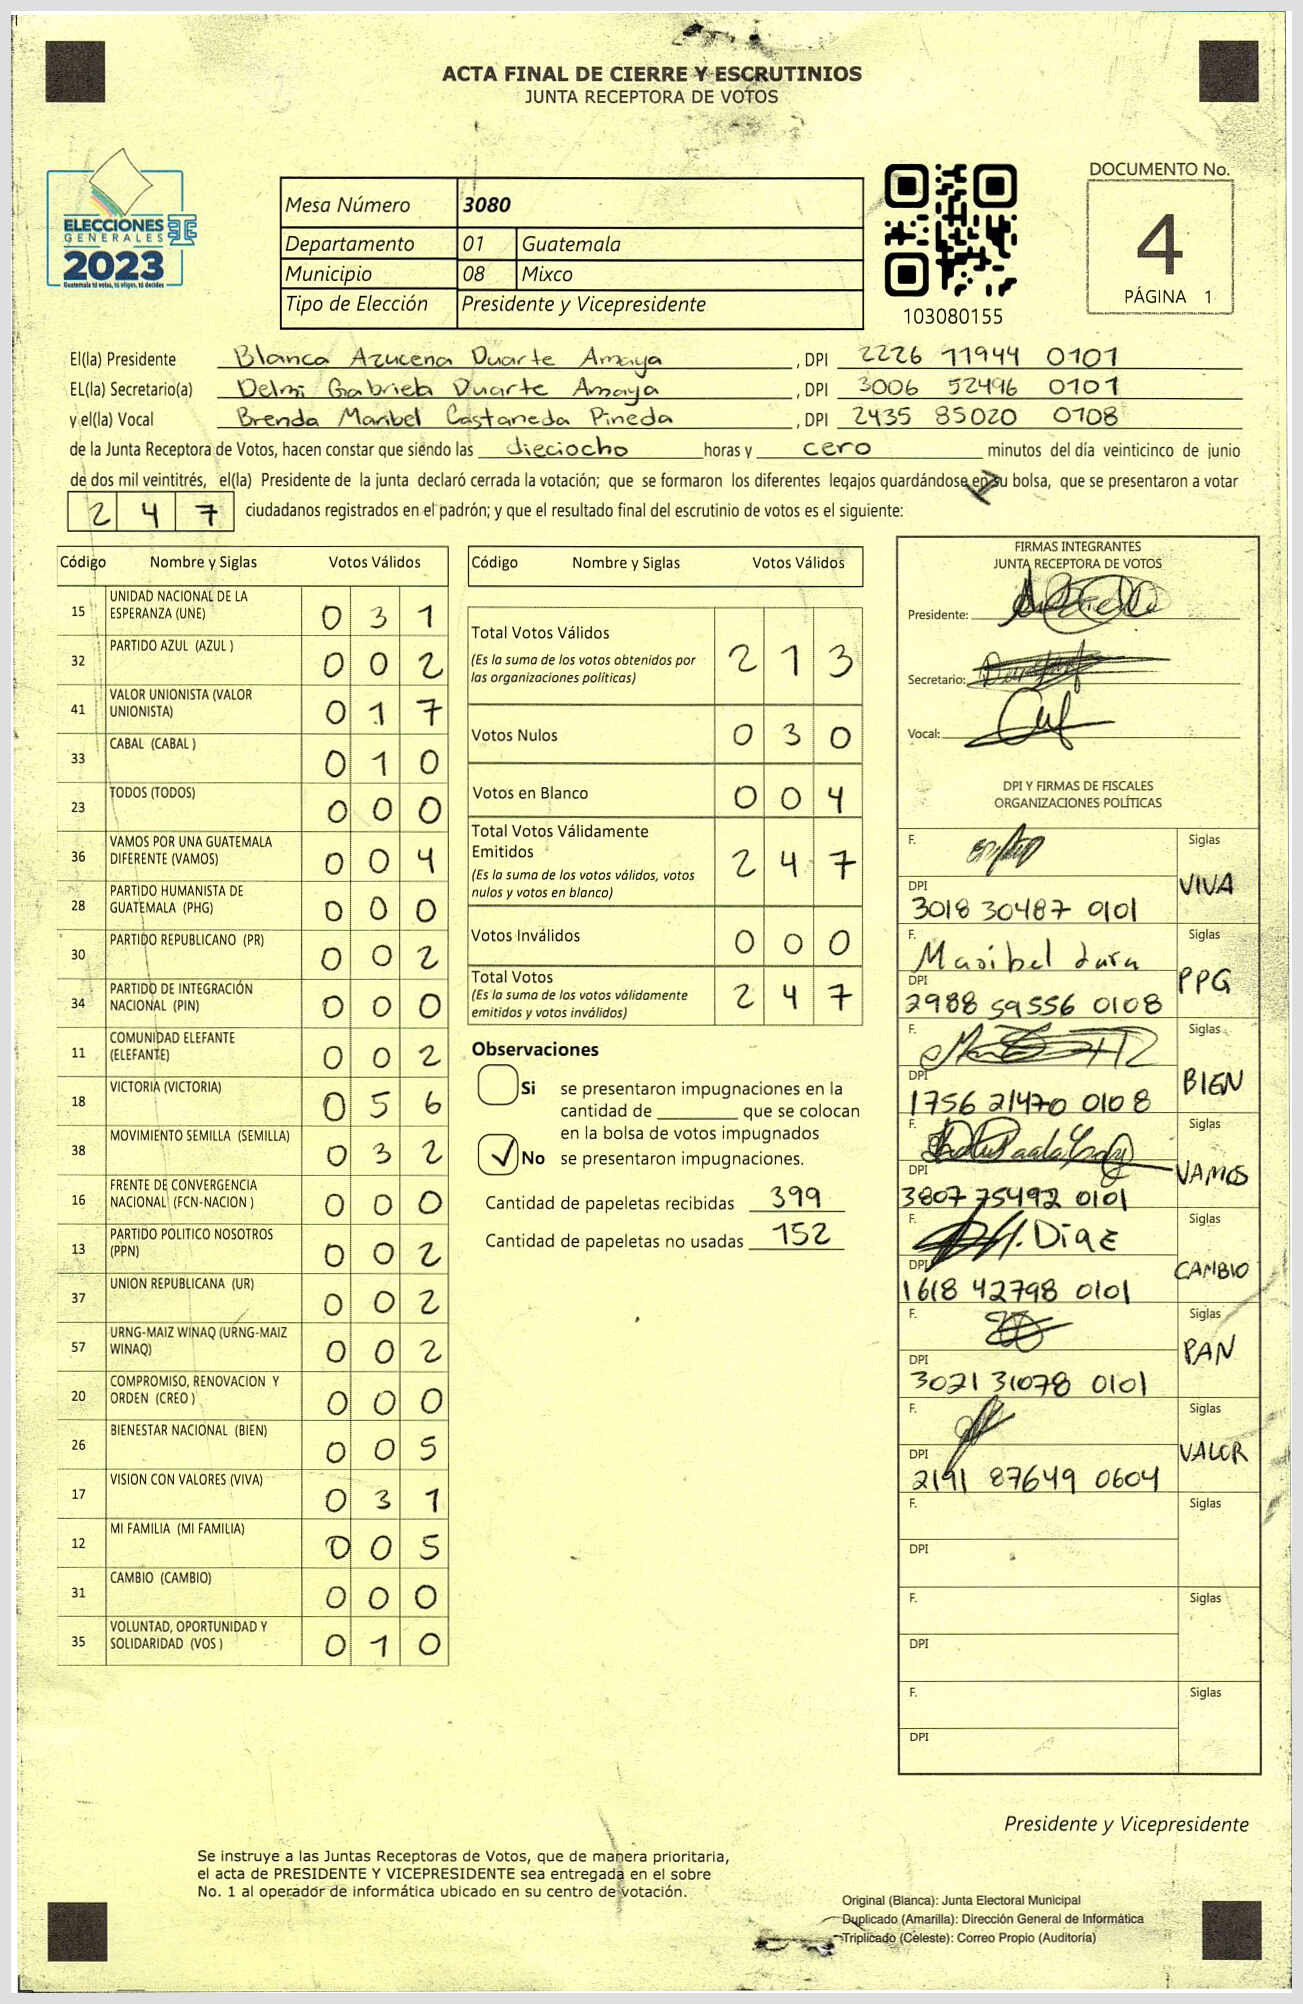 ACTA FINAL DE CIERRE Y ESCRUTINIOS
JUNTA RECEPTORA DE VOTOS
ELECCIONES
GENERALES
2023
Guatemala tú votas, tú eliges, tú decides
Mesa Número 3080
Departamento 01 Guatemala
Municipio 08 Mixco
Tipo de Elección Presidente y Vicepresidente
103080155
DOCUMENTO No.
4
PÁGINA 1
El(la) Presidente Blanca Azucena Duarte Amaya, DPI 2226 11944 0101
EL(la) Secretario(a) Delmi Gabriela Duarte Amaya, DPI 3006 52496 0101
y el(la) Vocal Brenda Maribel Castaneda Pineda, DPI 2435 85020 0108
de la Junta Receptora de Votos, hacen constar que siendo las dieciocho horas y cero minutos del día veinticinco de junio
de dos mil veintitrés, el(la) Presidente de la junta declaró cerrada la votación; que se formaron los diferentes legajos guardándose en su bolsa, que se presentaron a votar
247 ciudadanos registrados en el padrón; y que el resultado final del escrutinio de votos es el siguiente:
Código Nombre y Siglas Votos Válidos
15 UNIDAD NACIONAL DE LA ESPERANZA (UNE) 0 3 1
32 PARTIDO AZUL (AZUL ) 0 0 2
41 VALOR UNIONISTA (VALOR UNIONISTA) 0 1 7
33 CABAL (CABAL ) 0 1 0
23 TODOS (TODOS) 0 0 0
36 VAMOS POR UNA GUATEMALA DIFERENTE (VAMOS) 0 0 4
28 PARTIDO HUMANISTA DE GUATEMALA (PHG) 0 0 0
30 PARTIDO REPUBLICANO (PR) 0 0 2
34 PARTIDO DE INTEGRACIÓN NACIONAL (PIN) 0 0 0
11 COMUNIDAD ELEFANTE (ELEFANTE) 0 0 2
18 VICTORIA (VICTORIA) 0 5 6
38 MOVIMIENTO SEMILLA (SEMILLA) 0 3 2
16 FRENTE DE CONVERGENCIA NACIONAL (FCN-NACION ) 0 0 0
13 PARTIDO POLITICO NOSOTROS (PPN) 0 0 2
37 UNION REPUBLICANA (UR) 0 0 2
57 URNG-MAIZ WINAQ (URNG-MAIZ WINAQ) 0 0 2
20 COMPROMISO, RENOVACION Y ORDEN (CREO ) 0 0 0
26 BIENESTAR NACIONAL (BIEN) 0 0 5
17 VISION CON VALORES (VIVA) 0 3 1
12 MI FAMILIA (MI FAMILIA) 0 0 5
31 CAMBIO (CAMBIO) 0 0 0
35 VOLUNTAD, OPORTUNIDAD Y SOLIDARIDAD (VOS ) 0 1 0
Código Nombre y Siglas Votos Válidos
Total Votos Válidos 2 1 3
(Es la suma de los votos obtenidos por
las organizaciones políticas)
Votos Nulos 0 3 0
Votos en Blanco 0 0 4
Total Votos Válidamente
Emitidos 2 4 7
(Es la suma de los votos válidos, votos
nulos y votos en blanco)
Votos Inválidos 0 0 0
Total Votos 2 4 7
(Es la suma de los votos válidamente
emitidos y votos inválidos)
Observaciones
Si se presentaron impugnaciones en la
cantidad de ________ que se colocan
en la bolsa de votos impugnados
No se presentaron impugnaciones.
Cantidad de papeletas recibidas 399
Cantidad de papeletas no usadas 152
FIRMAS INTEGRANTES
JUNTA RECEPTORA DE VOTOS
Presidente:
Secretario:
Vocal:
DPI Y FIRMAS DE FISCALES
ORGANIZACIONES POLÍTICAS
F. Siglas
VIVA
DPI
3018 30487 0101
F. Maribel Lara Siglas
PPG
DPI
2988 59556 0108
F. Siglas
BIEN
DPI
1756 21470 0108
F. Siglas
VAMOS
DPI
3807 75492 0101
F. Diaz Siglas
CAMBIO
DPI
1618 42798 0101
F. Siglas
PAN
DPI
3021 31078 0101
F. Siglas
VALOR
DPI
2191 87649 0604
F. Siglas
DPI
F. Siglas
DPI
F. Siglas
DPI
Presidente y Vicepresidente
Se instruye a las Juntas Receptoras de Votos, que de manera prioritaria,
el acta de PRESIDENTE Y VICEPRESIDENTE sea entregada en el sobre
No. 1 al operador de informática ubicado en su centro de votación.
Original (Blanca): Junta Electoral Municipal
Duplicado (Amarilla): Dirección General de Informática
Triplicado (Celeste): Correo Propio (Auditoría)